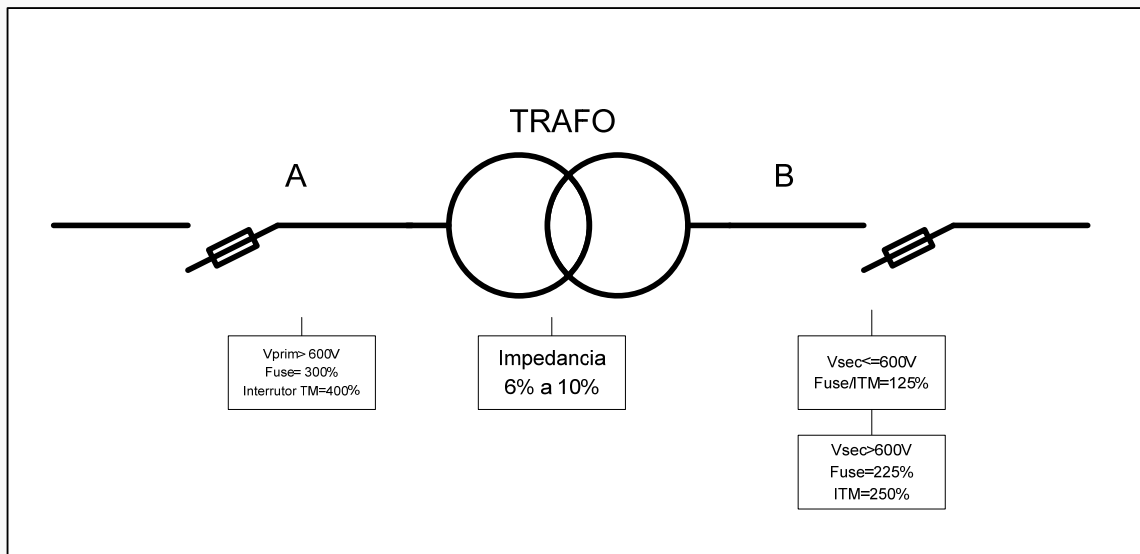 TRAFO
A
B
Vprim> 600V
Fuse= 300%
Interrutor TM=400%
Impedancia
6% a 10%
Vsec<=600V
Fuse/ITM=125%
Vsec>600V
Fuse=225%
ITM=250%